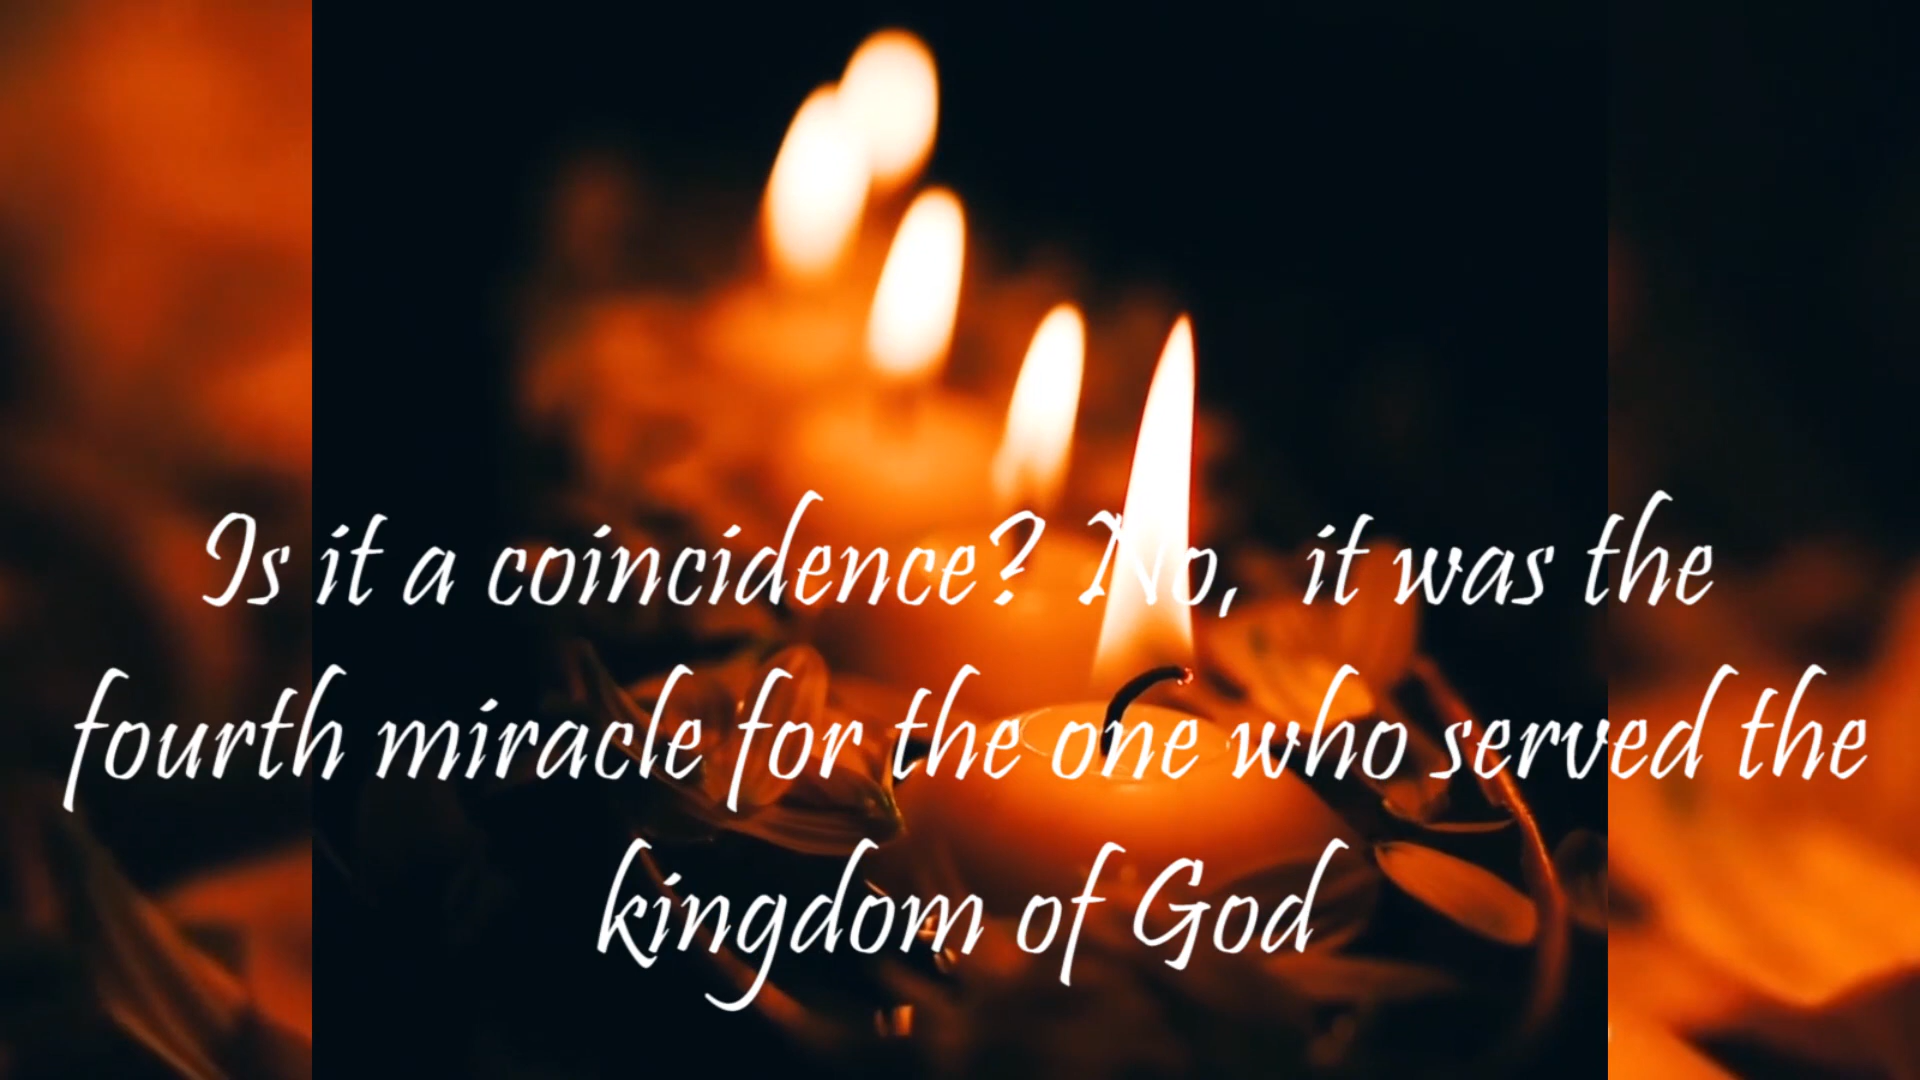 Is it a coincidence? No, it was the
fourth miracle for the one who served the
kingdom of God